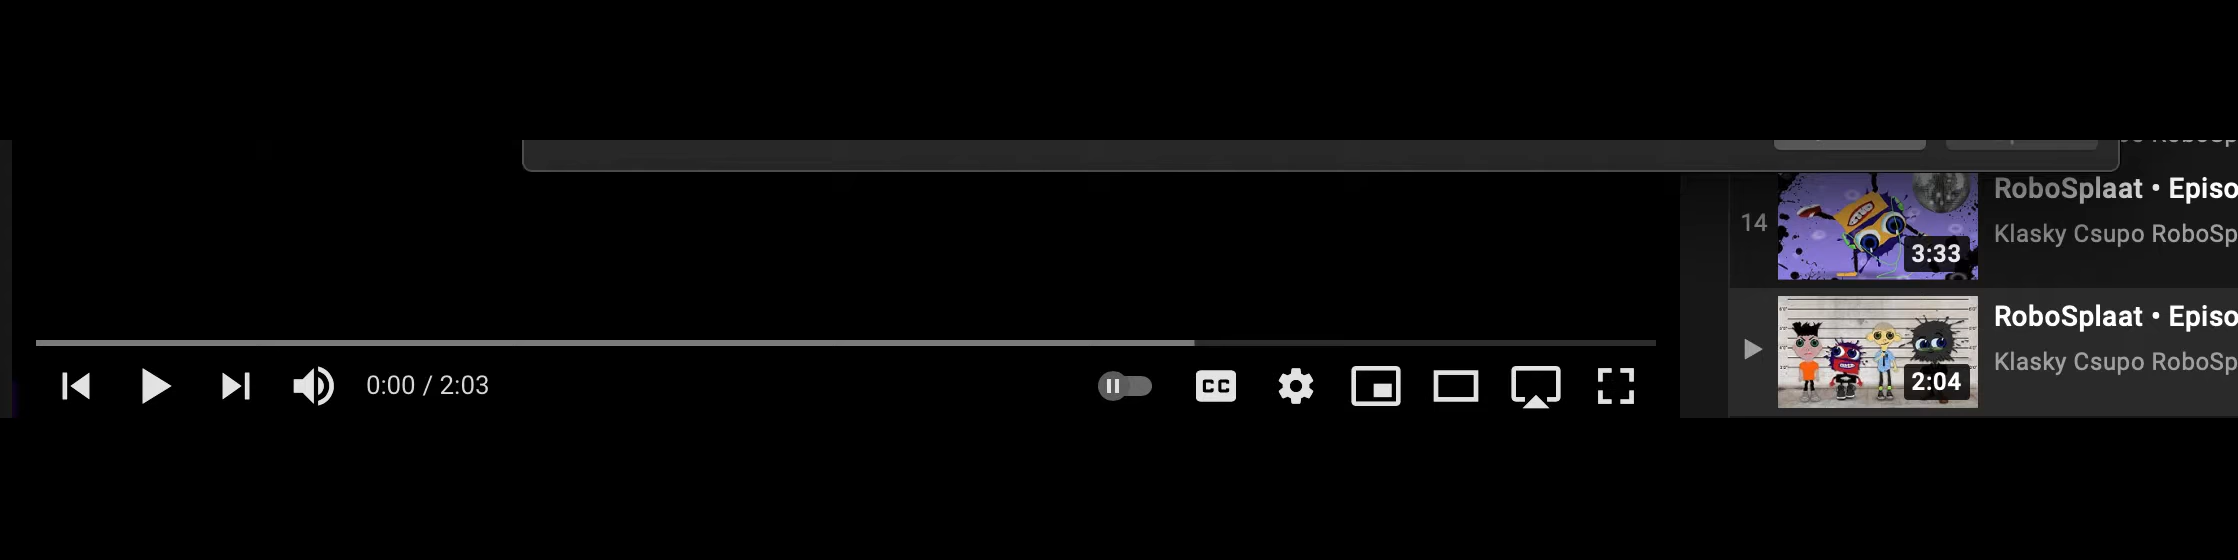 RoboSplaat • Episo
14
Klasky Csupo RoboSp
3:33
RoboSplaat • Episo
Klasky Csupo RoboSp
2:04
0:00 / 2:03
CC